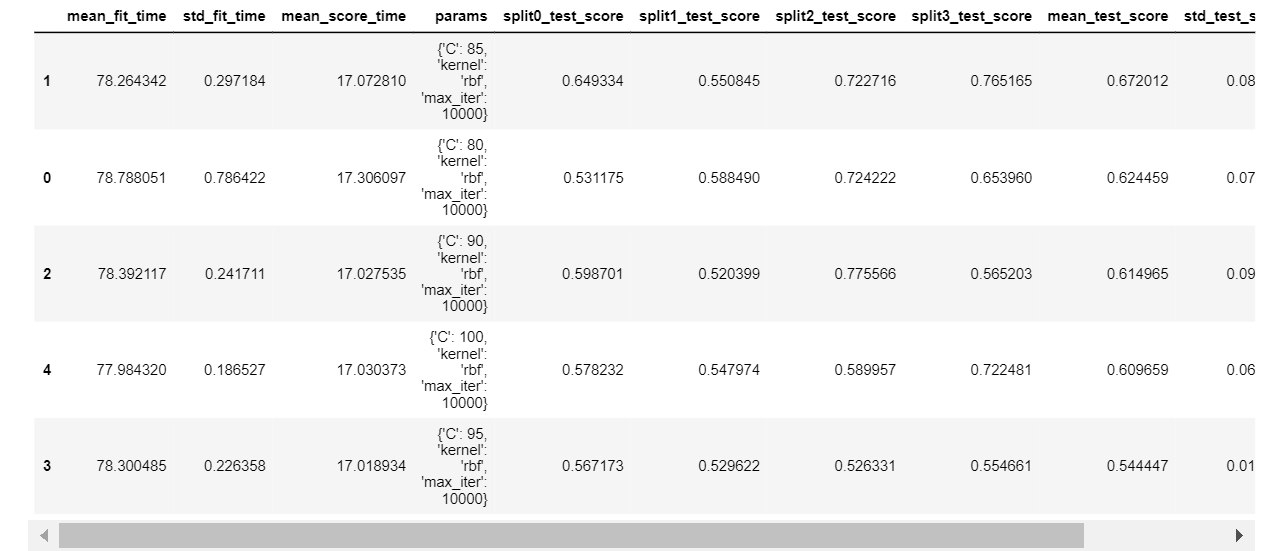 mean_fit_time std_fit_time mean_score_time params split0_test_score split1_test_score split2_test_score split3_test_score mean_test_score std_test_s
1 78.264342 0.297184 17.072810 {'C': 85, 'kernel': 'rbf', 'max_iter': 10000} 0.649334 0.550845 0.722716 0.765165 0.672012 0.08
0 78.788051 0.786422 17.306097 {'C': 80, 'kernel': 'rbf', 'max_iter': 10000} 0.531175 0.588490 0.724222 0.653960 0.624459 0.07
2 78.392117 0.241711 17.027535 {'C': 90, 'kernel': 'rbf', 'max_iter': 10000} 0.598701 0.520399 0.775566 0.565203 0.614965 0.09
4 77.984320 0.186527 17.030373 {'C': 100, 'kernel': 'rbf', 'max_iter': 10000} 0.578232 0.547974 0.589957 0.722481 0.609659 0.06
3 78.300485 0.226358 17.018934 {'C': 95, 'kernel': 'rbf', 'max_iter': 10000} 0.567173 0.529622 0.526331 0.554661 0.544447 0.01